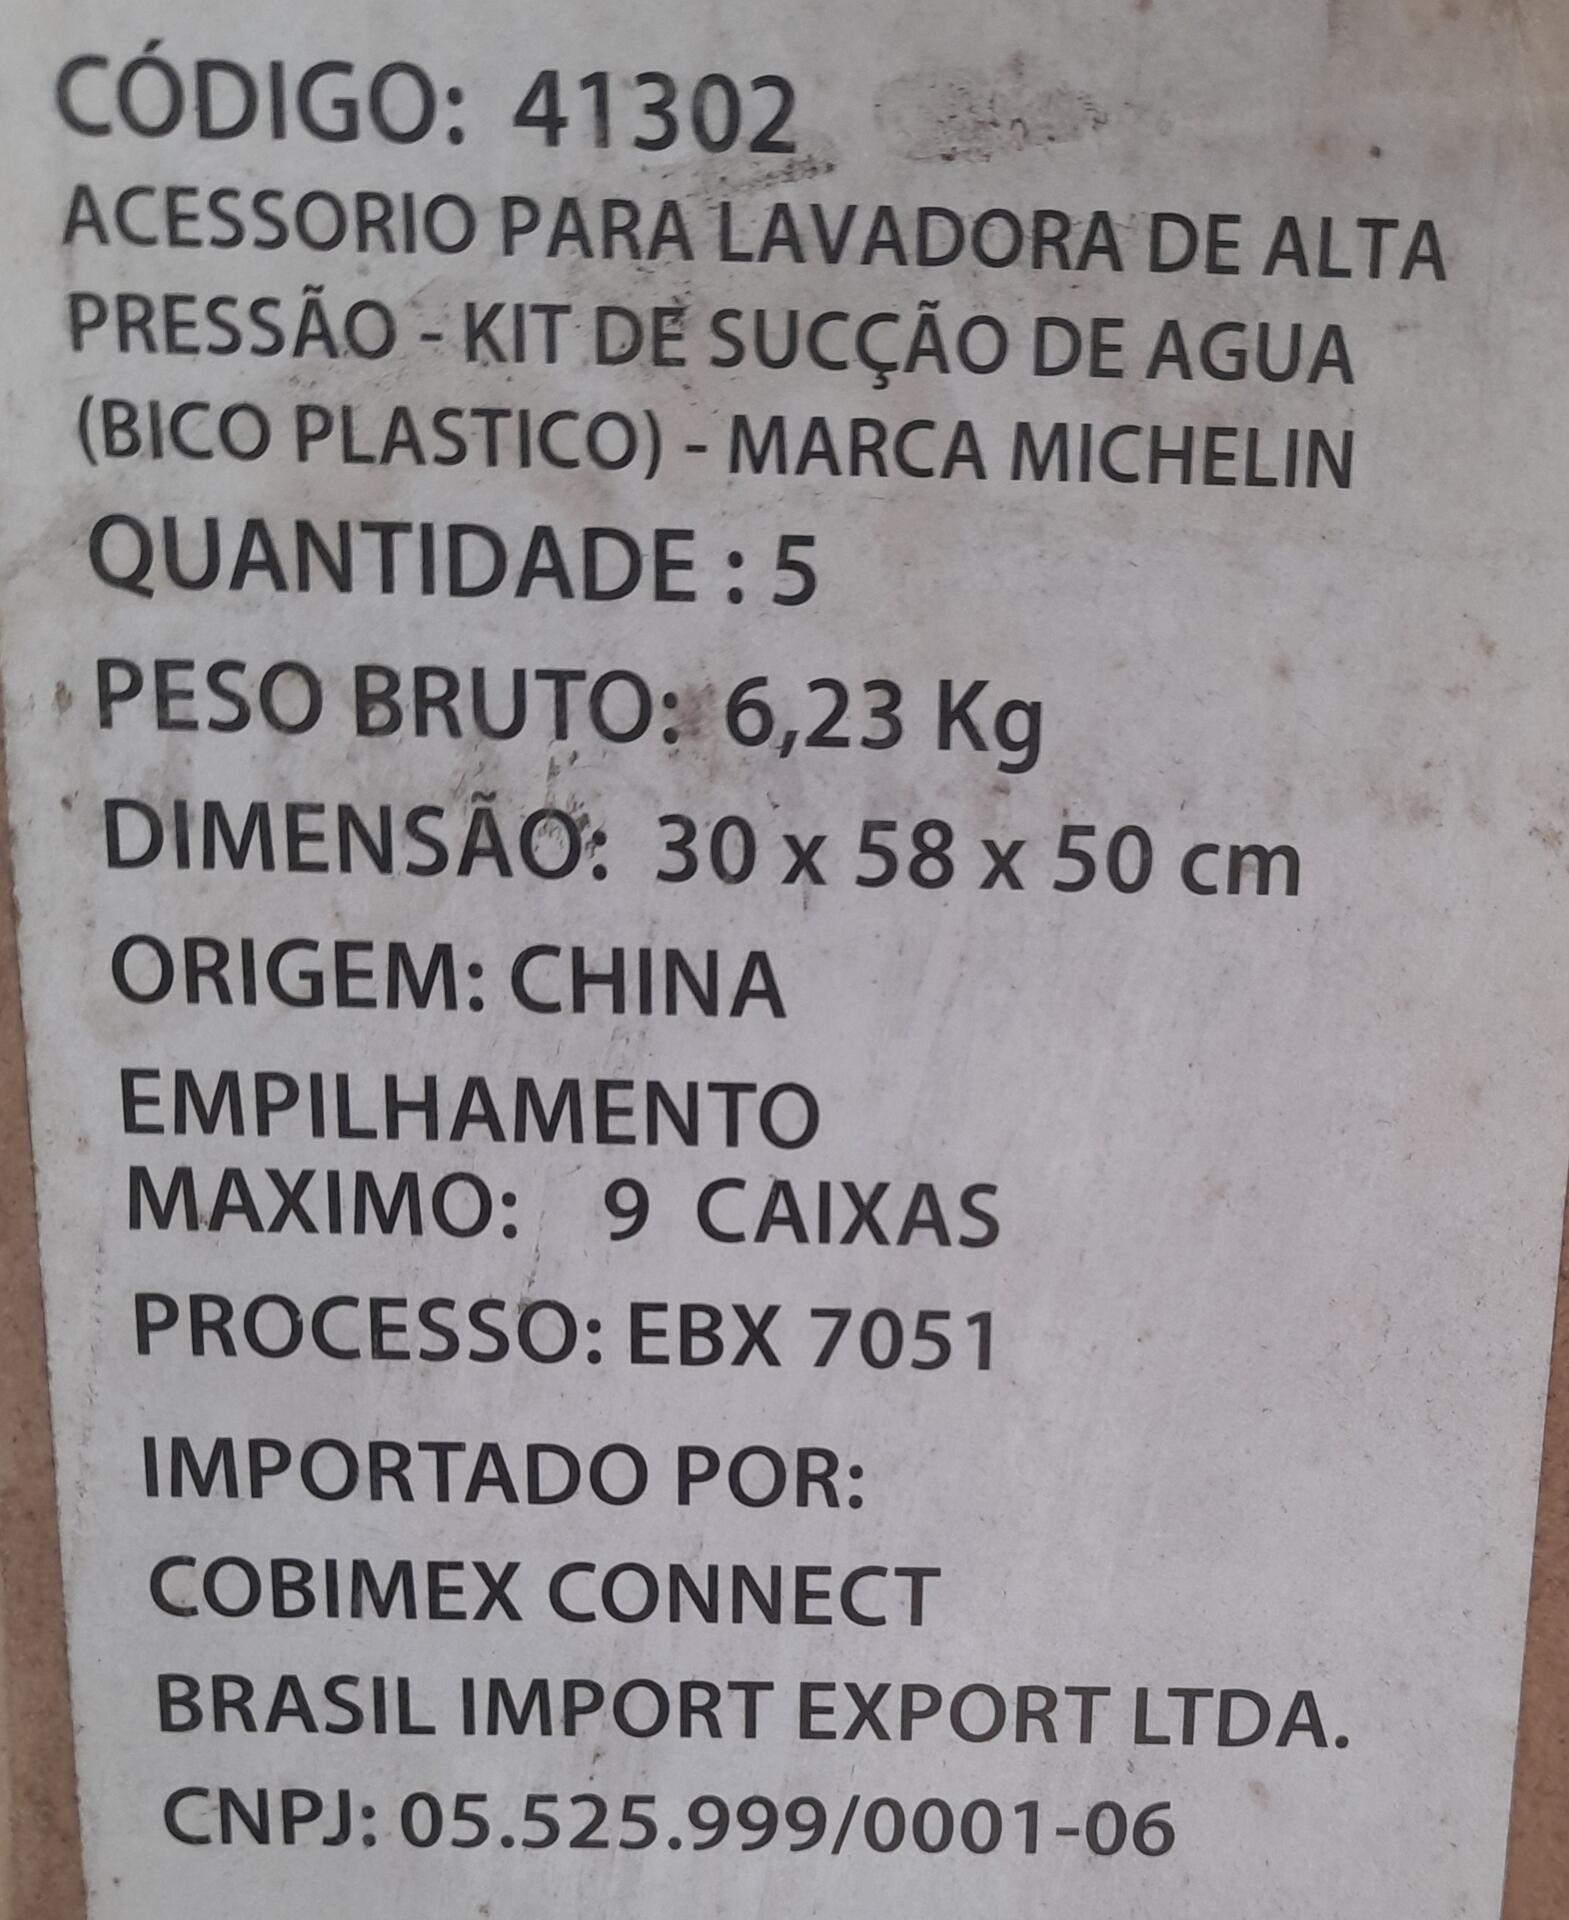 CÓDIGO: 41302
ACESSORIO PARA LAVADORA DE ALTA
PRESSÃO - KIT DE SUCÇÃO DE AGUA
(BICO PLASTICO) - MARCA MICHELIN
QUANTIDADE : 5
PESO BRUTO: 6,23 Kg
DIMENSÃO: 30 x 58 x 50 cm
ORIGEM: CHINA
EMPILHAMENTO
MAXIMO: 9 CAIXAS
PROCESSO: EBX 7051
IMPORTADO POR:
COBIMEX CONNECT
BRASIL IMPORT EXPORT LTDA.
CNPJ: 05.525.999/0001-06